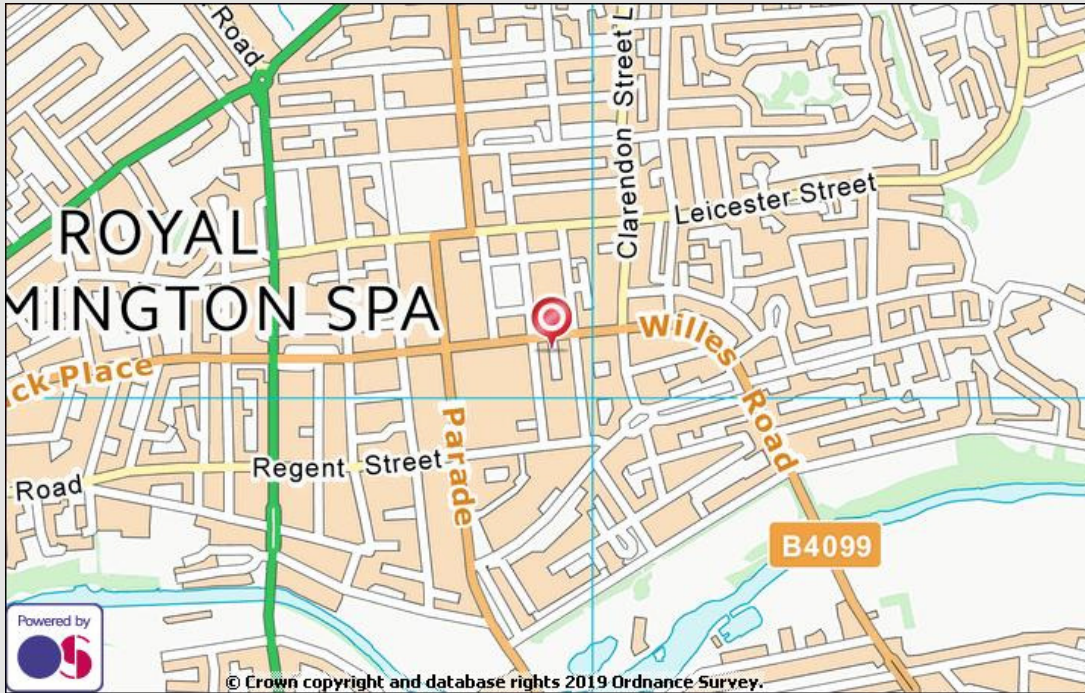 Road
Clarendon Street
Leicester Street
ROYAL
MINGTON SPA
Willes Road
ck Place
Parade
Regent Street
Road
B4099
Powered by
OS
© Crown copyright and database rights 2019 Ordnance Survey.